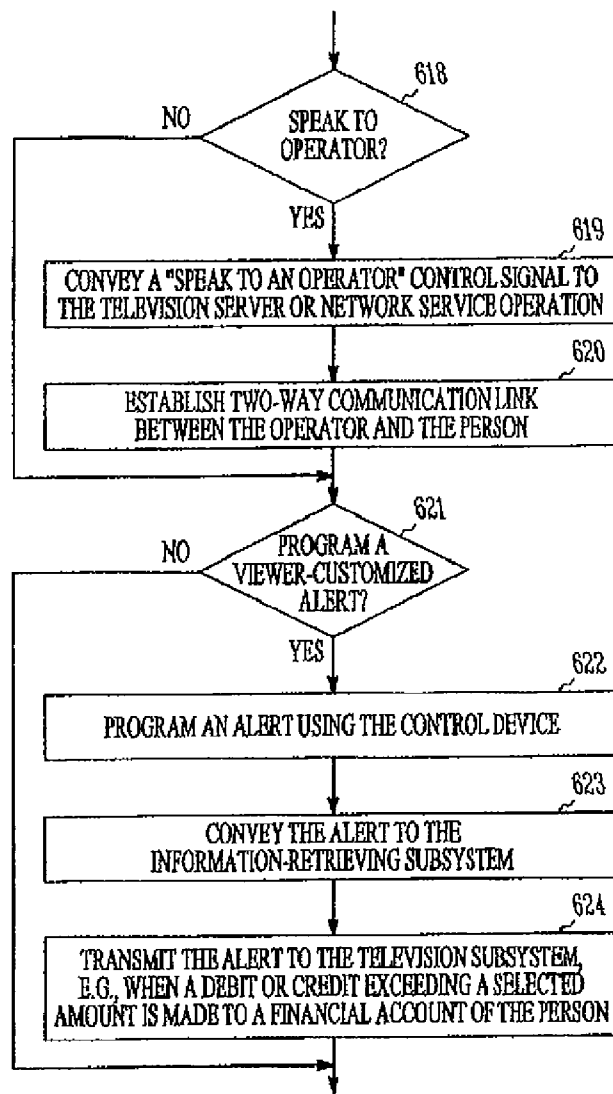 618
SPEAK TO
OPERATOR?
NO
YES
619
CONVEY A "SPEAK TO AN OPERATOR" CONTROL SIGNAL TO
THE TELEVISION SERVER OR NETWORK SERVICE OPERATION
620
ESTABLISH TWO-WAY COMMUNICATION LINK
BETWEEN THE OPERATOR AND THE PERSON
621
NO
PROGRAM A
VIEWER-CUSTOMIZED
ALERT?
YES
622
PROGRAM AN ALERT USING THE CONTROL DEVICE
623
CONVEY THE ALERT TO THE
INFORMATION-RETRIEVING SUBSYSTEM
624
TRANSMIT THE ALERT TO THE TELEVISION SUBSYSTEM,
E.G., WHEN A DEBIT OR CREDIT EXCEEDING A SELECTED
AMOUNT IS MADE TO A FINANCIAL ACCOUNT OF THE PERSON